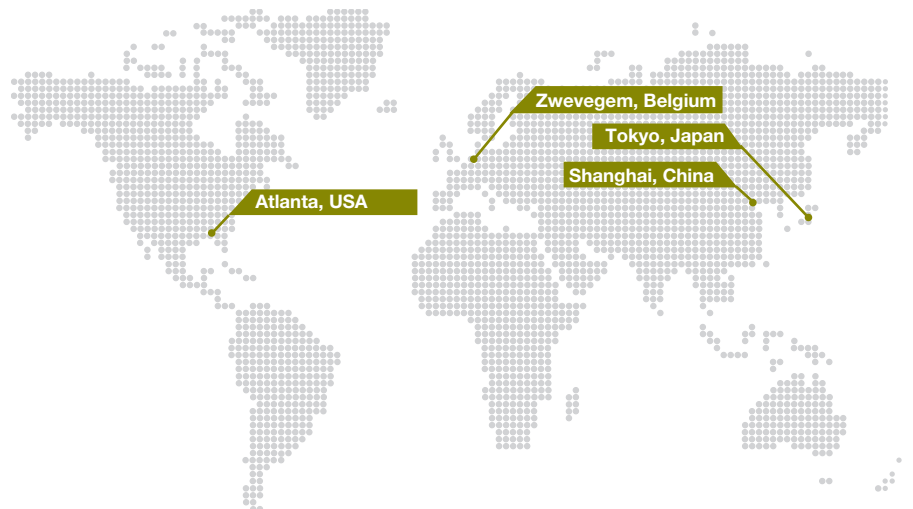 Zwevegem, Belgium
Tokyo, Japan
Shanghai, China
Atlanta, USA